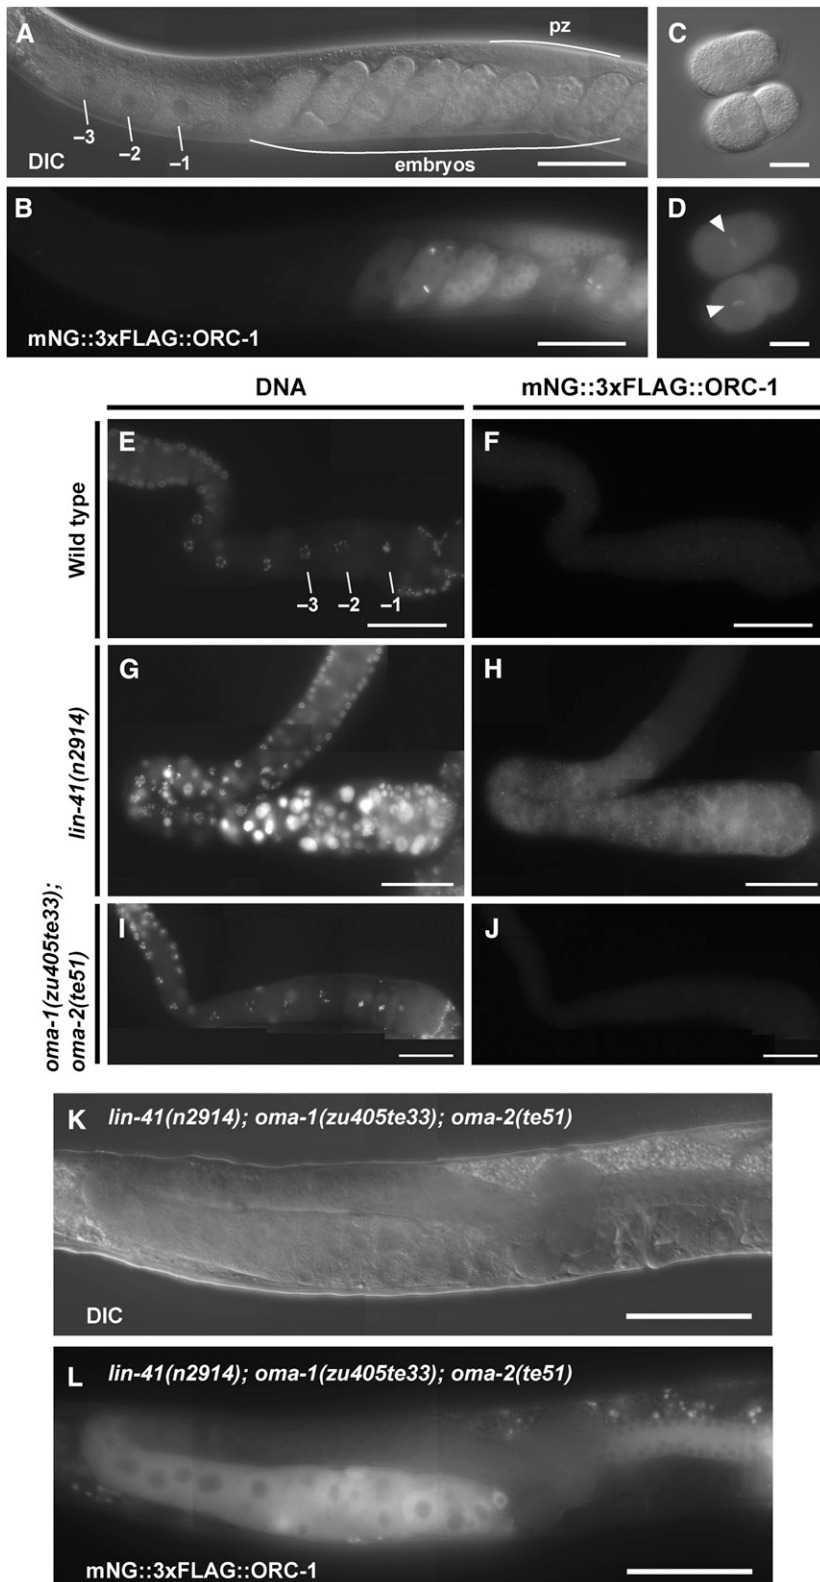 A
pz
C
–3
–2
–1
DIC
embryos
B
D
mNG::3xFLAG::ORC-1
DNA
mNG::3xFLAG::ORC-1
Wild type
E
F
–3
–2
–1
lin-41(n2914)
G
H
oma-1(zu405te33);
oma-2(te51)
I
J
K lin-41(n2914); oma-1(zu405te33); oma-2(te51)
DIC
L lin-41(n2914); oma-1(zu405te33); oma-2(te51)
mNG::3xFLAG::ORC-1